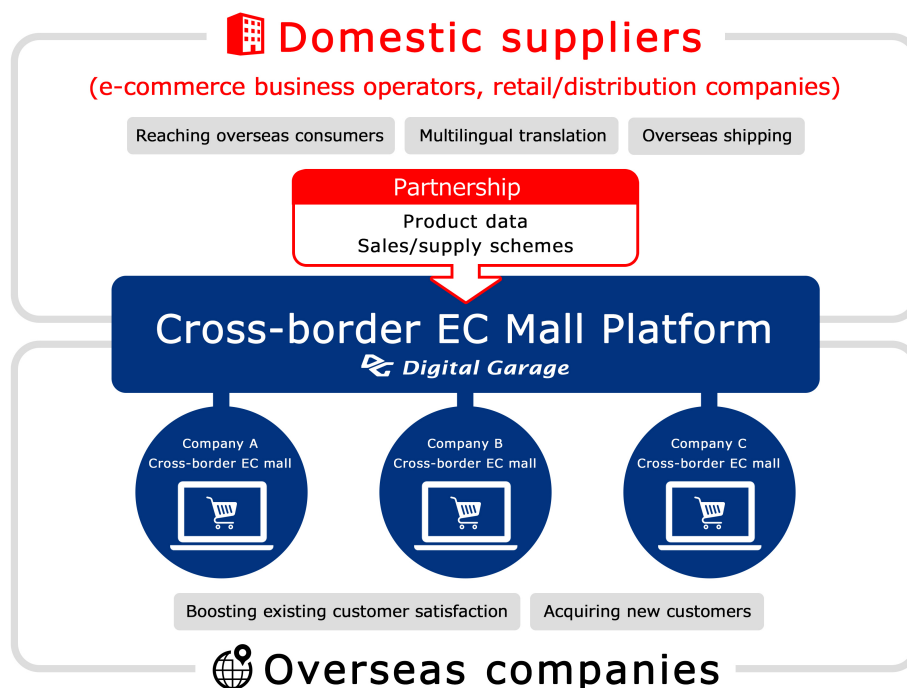 Domestic suppliers
(e-commerce business operators, retail/distribution companies)
Reaching overseas consumers
Multilingual translation
Overseas shipping
Partnership
Product data
Sales/supply schemes
Cross-border EC Mall Platform
DG Digital Garage
Company A
Cross-border EC mall
Company B
Cross-border EC mall
Company C
Cross-border EC mall
Boosting existing customer satisfaction
Acquiring new customers
Overseas companies